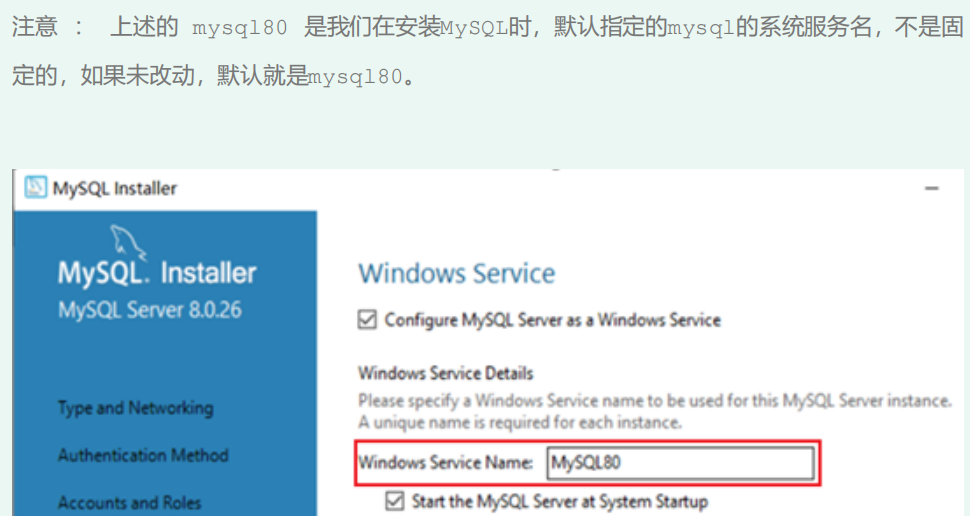 注意 ： 上述的 mysql80 是我们在安装MySQL时，默认指定的mysql的系统服务名，不是固
定的，如果未改动，默认就是mysql80。
MySQL Installer
MySQL. Installer
MySQL Server 8.0.26
Type and Networking
Authentication Method
Accounts and Roles
Windows Service
Configure MySQL Server as a Windows Service
Windows Service Details
Please specify a Windows Service name to be used for this MySQL Server instance.
A unique name is required for each instance.
Windows Service Name: MySQL80
Start the MySQL Server at System Startup